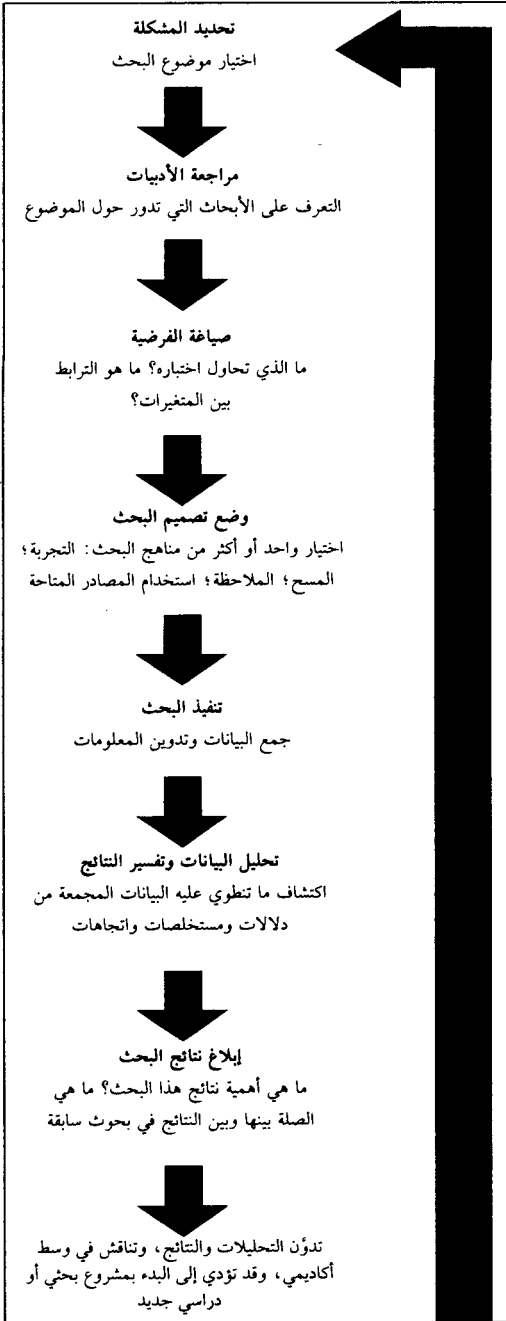 تحديد المشكلة
اختيار موضوع البحث
مراجعة الأدبيات
التعرف على الأبحاث التي تدور حول الموضوع
صياغة الفرضية
ما الذي تحاول اختباره؟ ما هو الترابط
بين المتغيرات؟
وضع تصميم البحث
اختيار واحد أو أكثر من مناهج البحث: التجربة؛
المسح؛ الملاحظة؛ استخدام المصادر المتاحة
تنفيذ البحث
جمع البيانات وتدوين المعلومات
تحليل البيانات وتفسير النتائج
اكتشاف ما تنطوي عليه البيانات المجمعة من
دلالات ومستخلصات واتجاهات
إبلاغ نتائج البحث
ما هي أهمية نتائج هذا البحث؟ ما هي
الصلة بينها وبين النتائج في بحوث سابقة
تدوَّن التحليلات والنتائج، وتناقش في وسط
أكاديمي، وقد تؤدي إلى البدء بمشروع بحثي أو
دراسي جديد